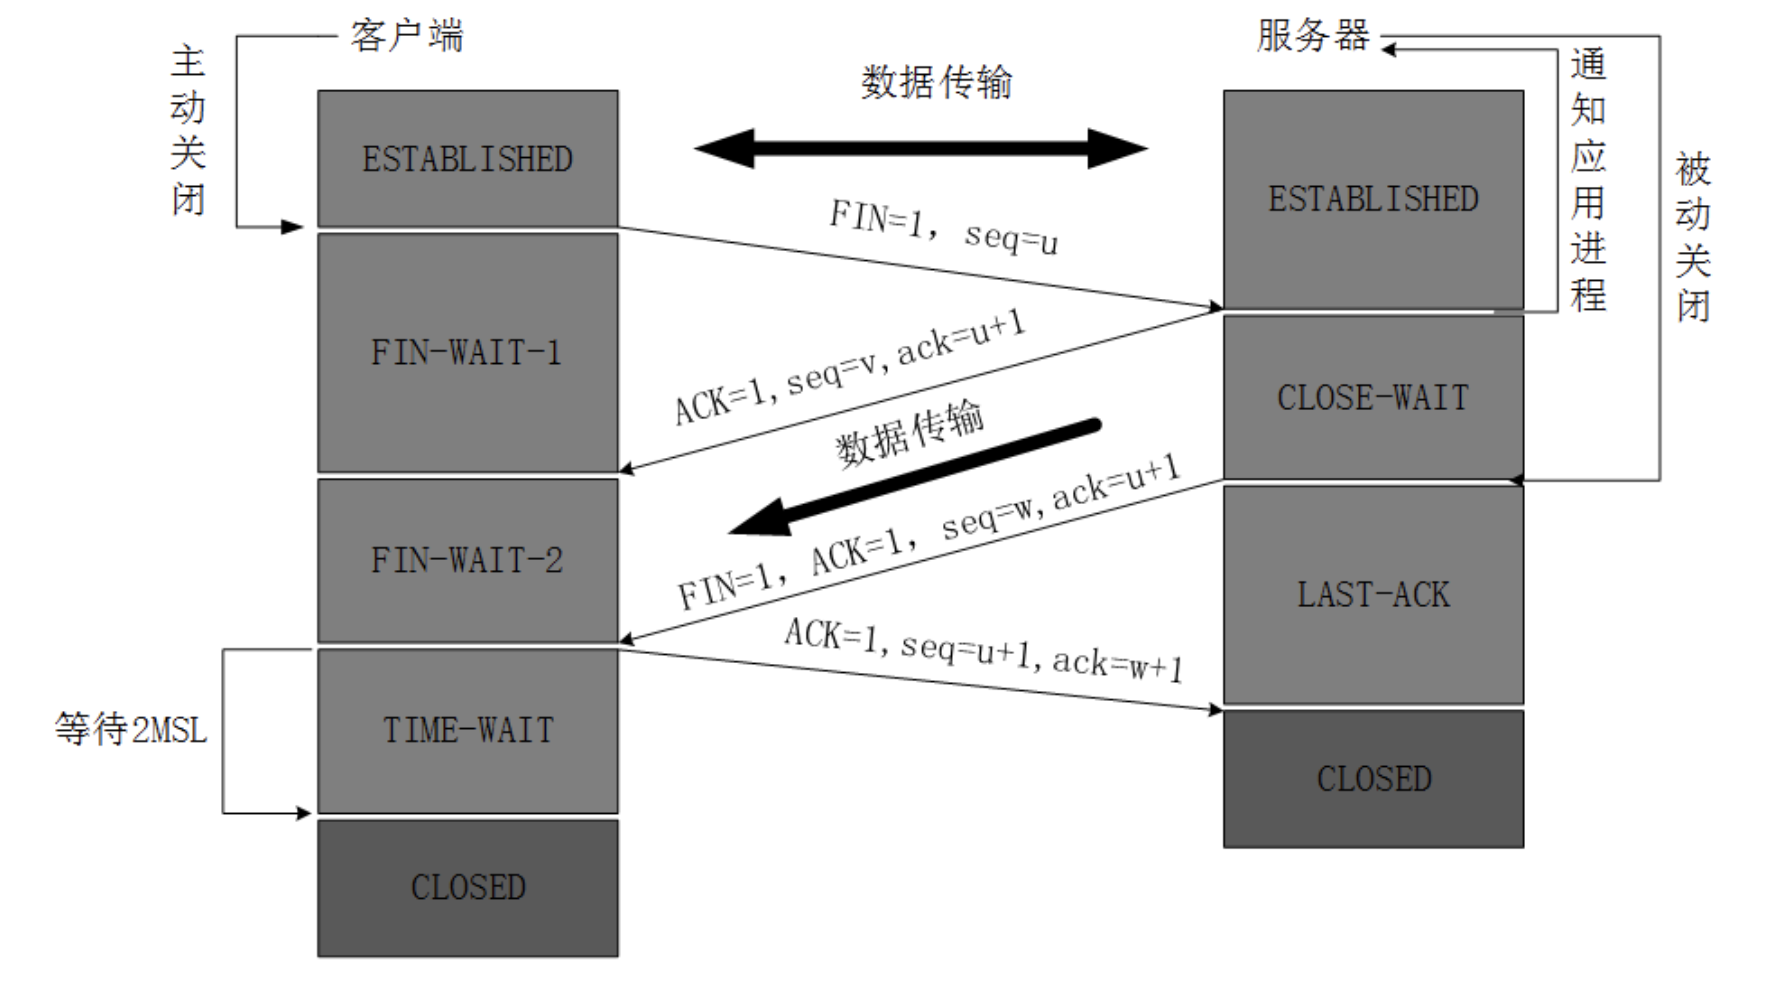 客户端
服务器
主动关闭
数据传输
通知应用进程
被动关闭
ESTABLISHED
ESTABLISHED
FIN=1, seq=u
FIN-WAIT-1
ACK=1,seq=v,ack=u+1
CLOSE-WAIT
数据传输
FIN-WAIT-2
FIN=1, ACK=1, seq=w,ack=u+1
LAST-ACK
ACK=1,seq=u+1,ack=w+1
等待2MSL
TIME-WAIT
CLOSED
CLOSED